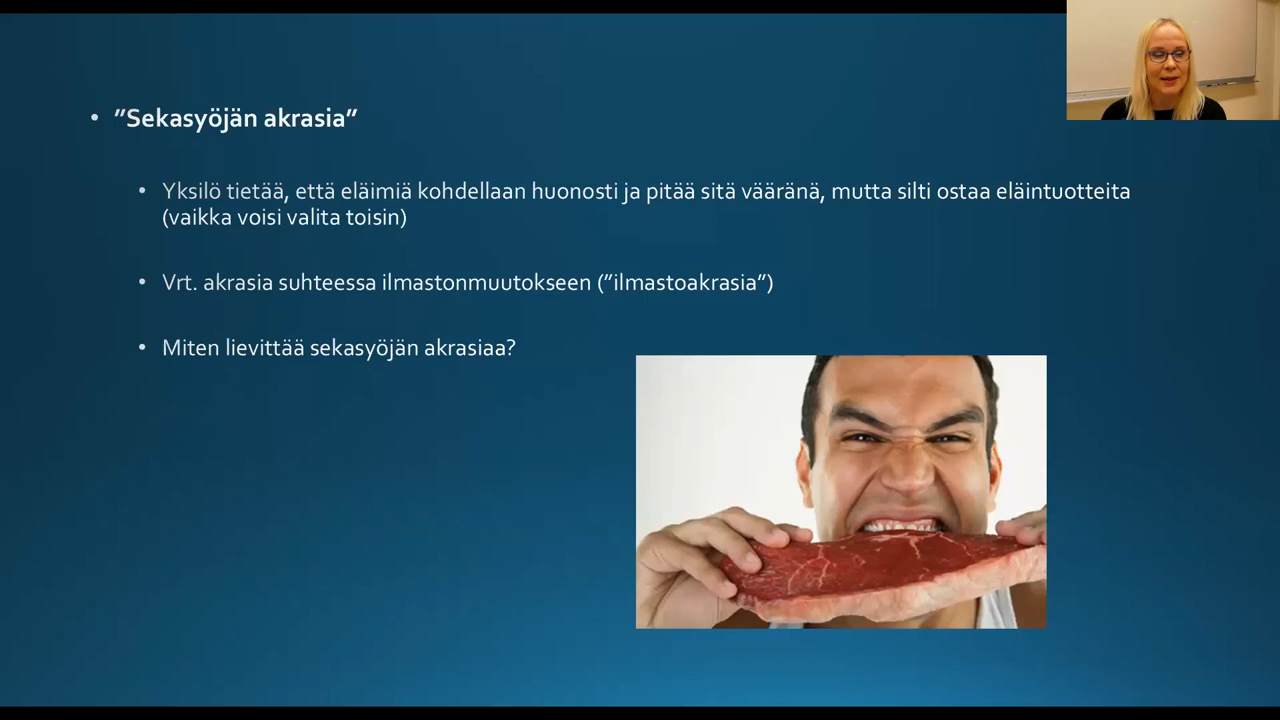 ”Sekasyöjän akrasia”
Yksilö tietää, että eläimiä kohdellaan huonosti ja pitää sitä vääränä, mutta silti ostaa eläintuotteita
(vaikka voisi valita toisin)
Vrt. akrasia suhteessa ilmastonmuutokseen (”ilmastoakrasia”)
Miten lievittää sekasyöjän akrasiaa?